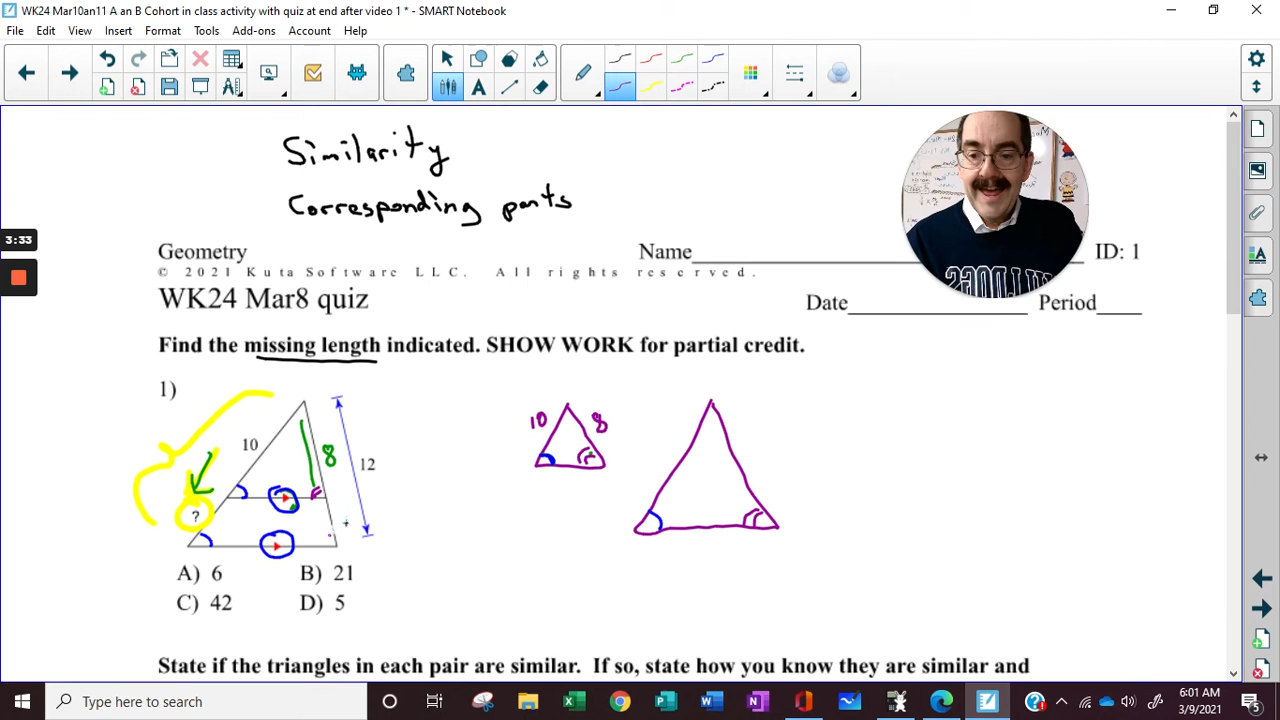 WK24 Mar10an11 A an B Cohort in class activity with quiz at end after video 1 * - SMART Notebook
File Edit View Insert Format Tools Add-ons Account Help
Similarity
Corresponding parts
3:33
Geometry Name ID: 1
© 2021 Kuta Software LLC. All rights reserved.
WK24 Mar8 quiz Date Period
Find the missing length indicated. SHOW WORK for partial credit.
1)
10 8 12 ?
10 8
A) 6 B) 21
C) 42 D) 5
State if the triangles in each pair are similar. If so, state how you know they are similar and
Type here to search
6:01 AM
3/9/2021
5